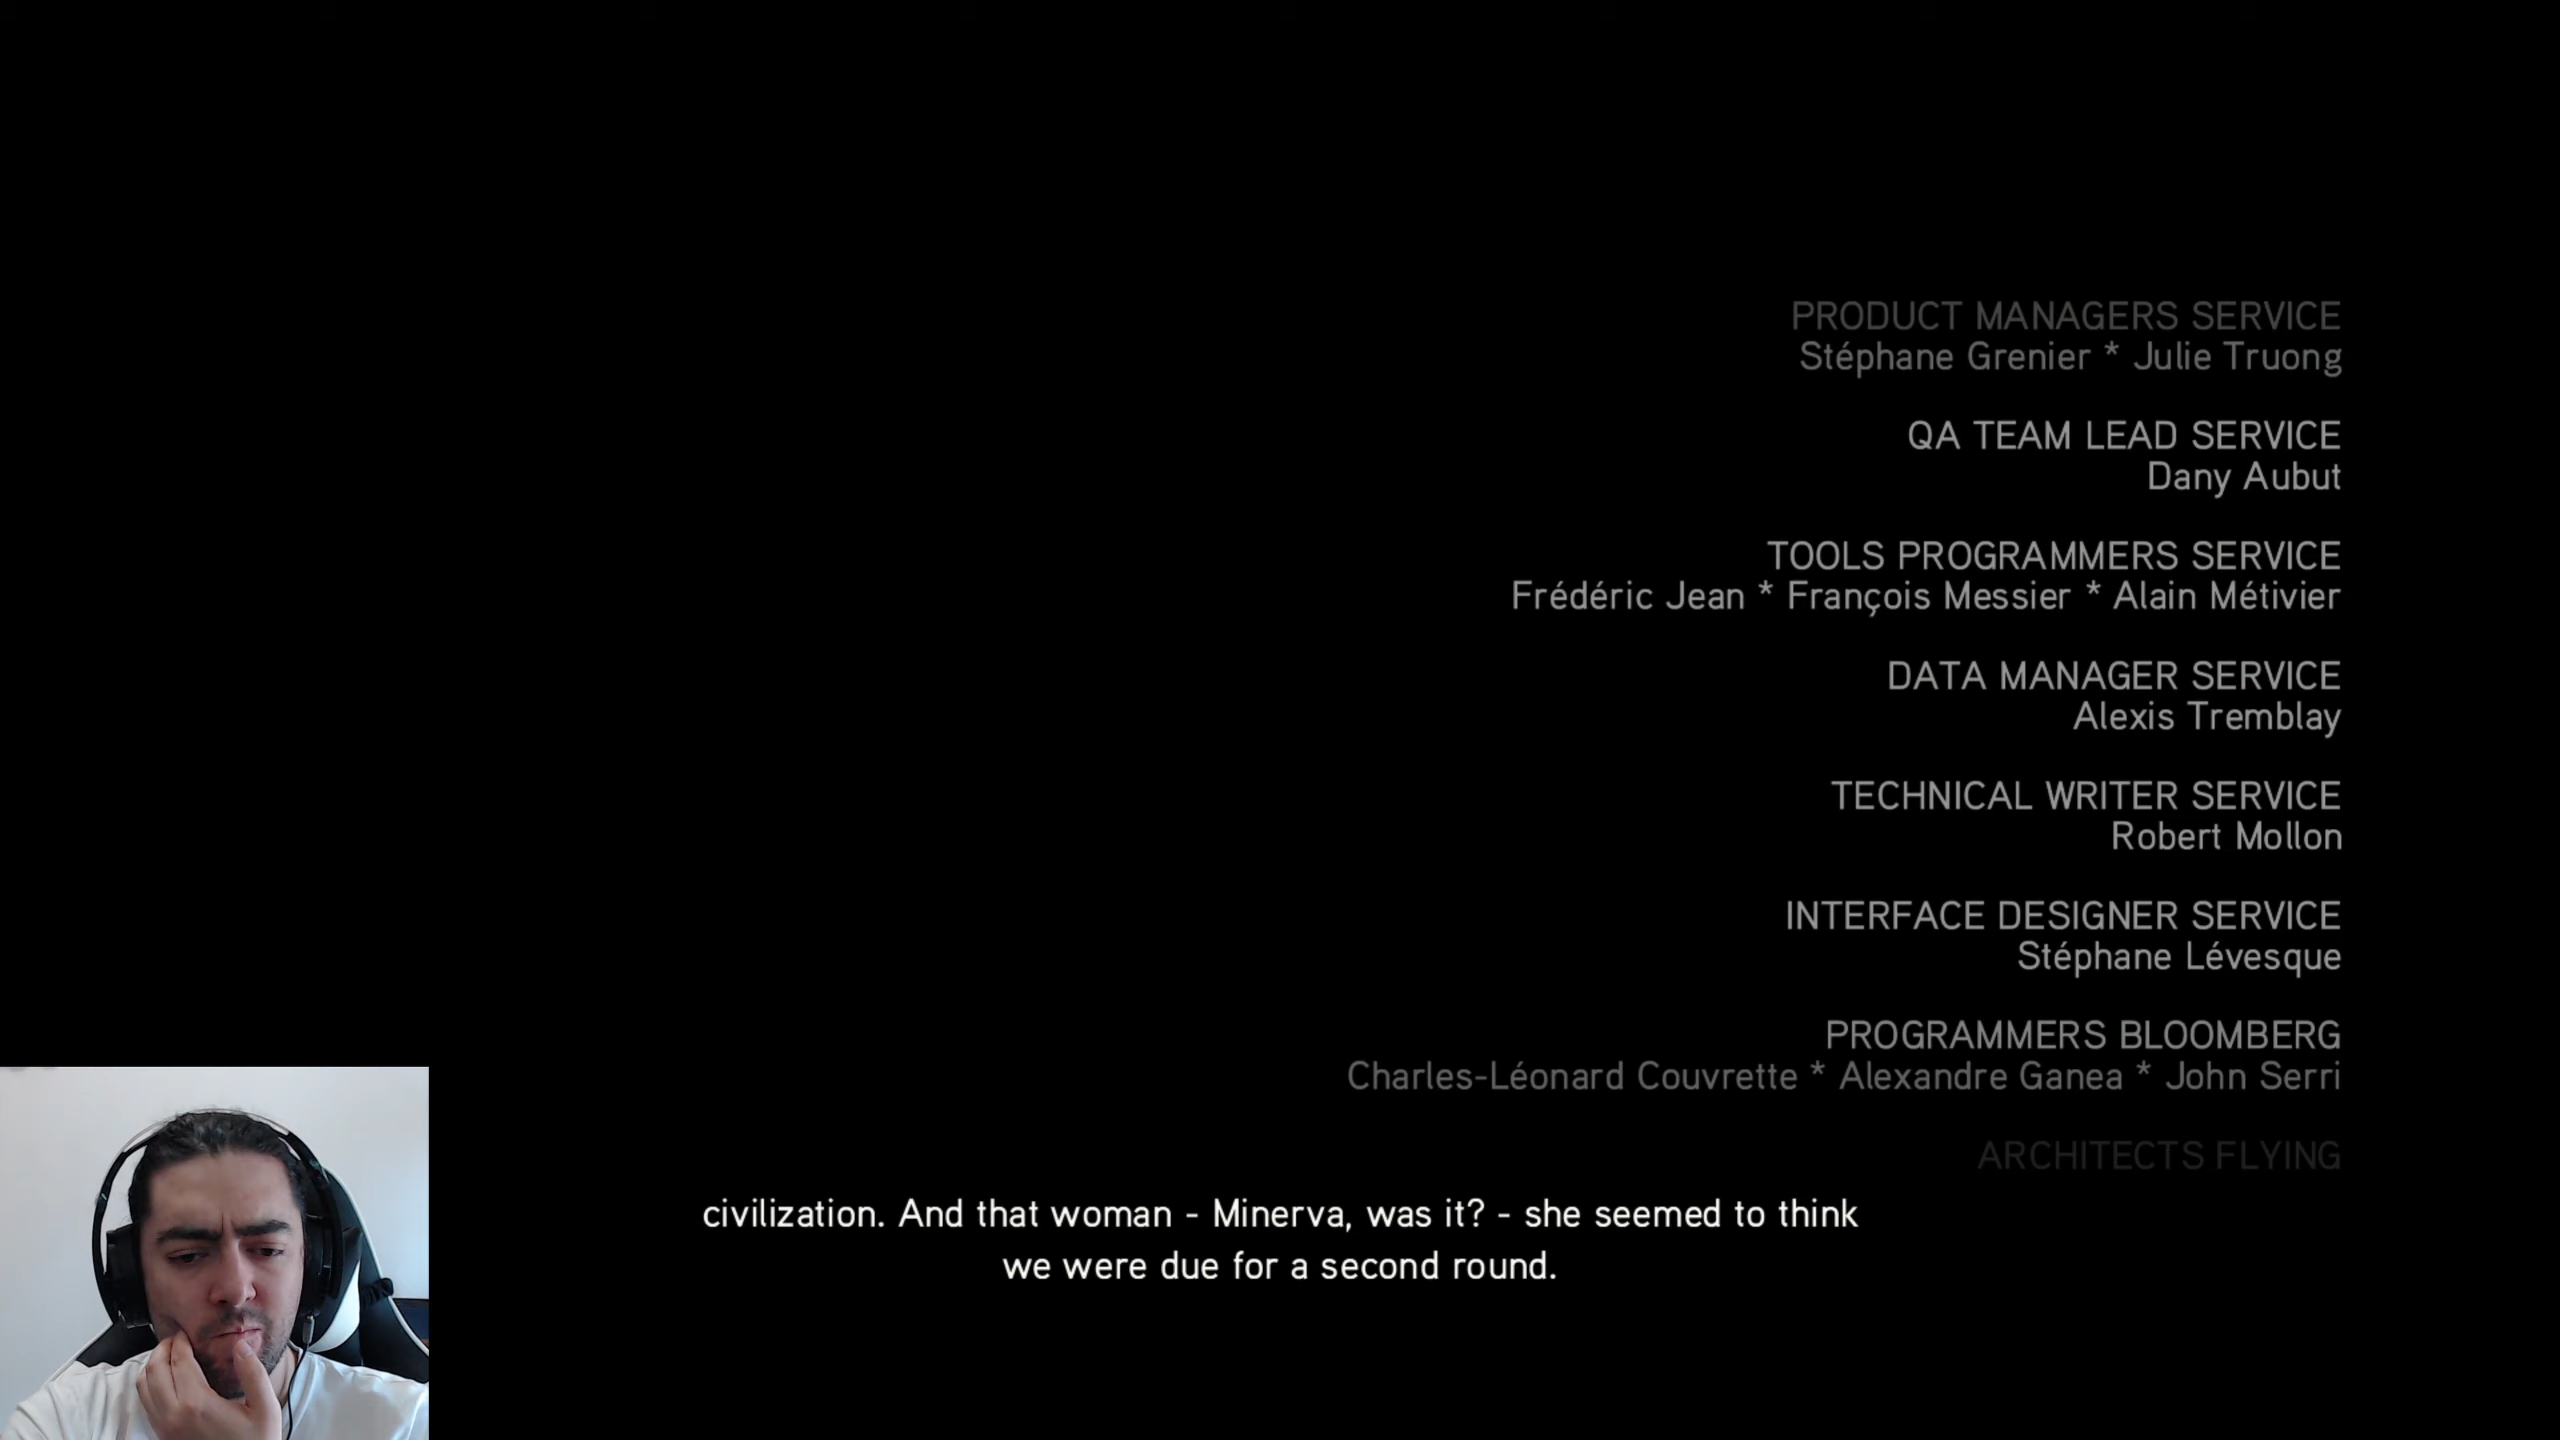 PRODUCT MANAGERS SERVICE
Stéphane Grenier * Julie Truong
QA TEAM LEAD SERVICE
Dany Aubut
TOOLS PROGRAMMERS SERVICE
Frédéric Jean * François Messier * Alain Métivier
DATA MANAGER SERVICE
Alexis Tremblay
TECHNICAL WRITER SERVICE
Robert Mollon
INTERFACE DESIGNER SERVICE
Stéphane Lévesque
PROGRAMMERS BLOOMBERG
Charles-Léonard Couvrette * Alexandre Ganea * John Serri
ARCHITECTS FLYING
civilization. And that woman - Minerva, was it? - she seemed to think
we were due for a second round.